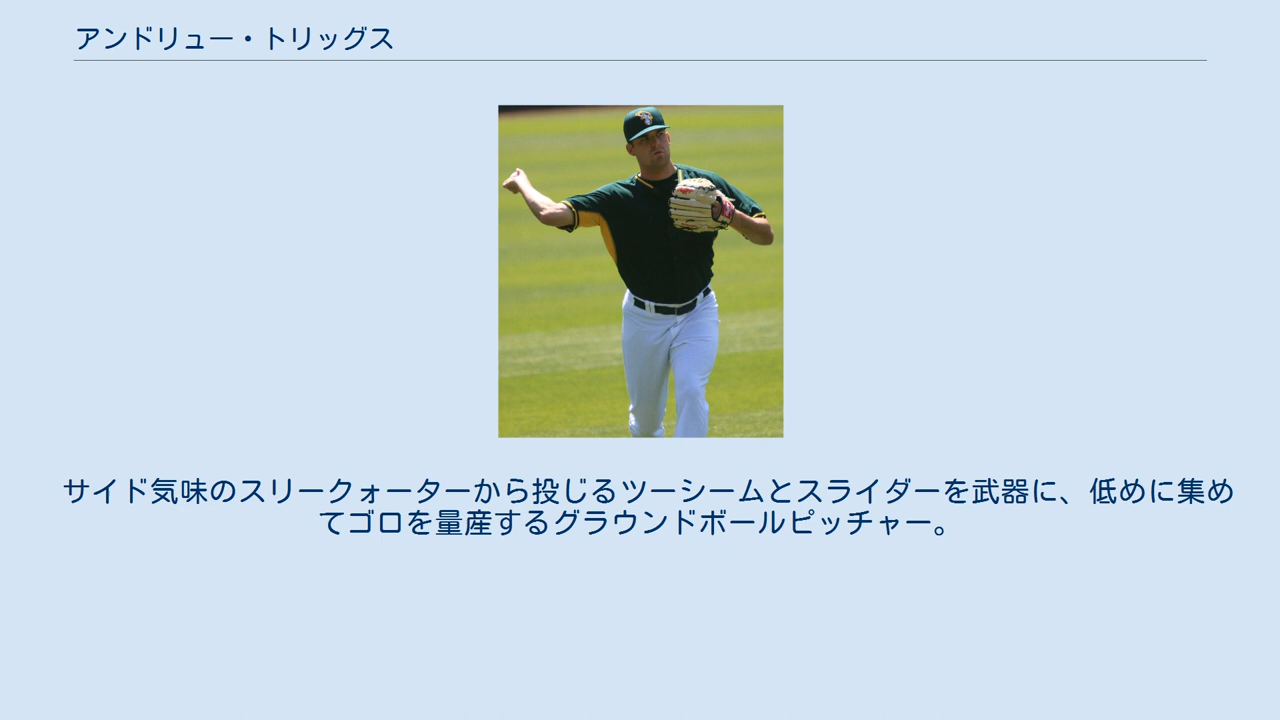 アンドリュー・トリッグス
サイド気味のスリークォーターから投じるツーシームとスライダーを武器に、低めに集め
てゴロを量産するグラウンドボールピッチャー。